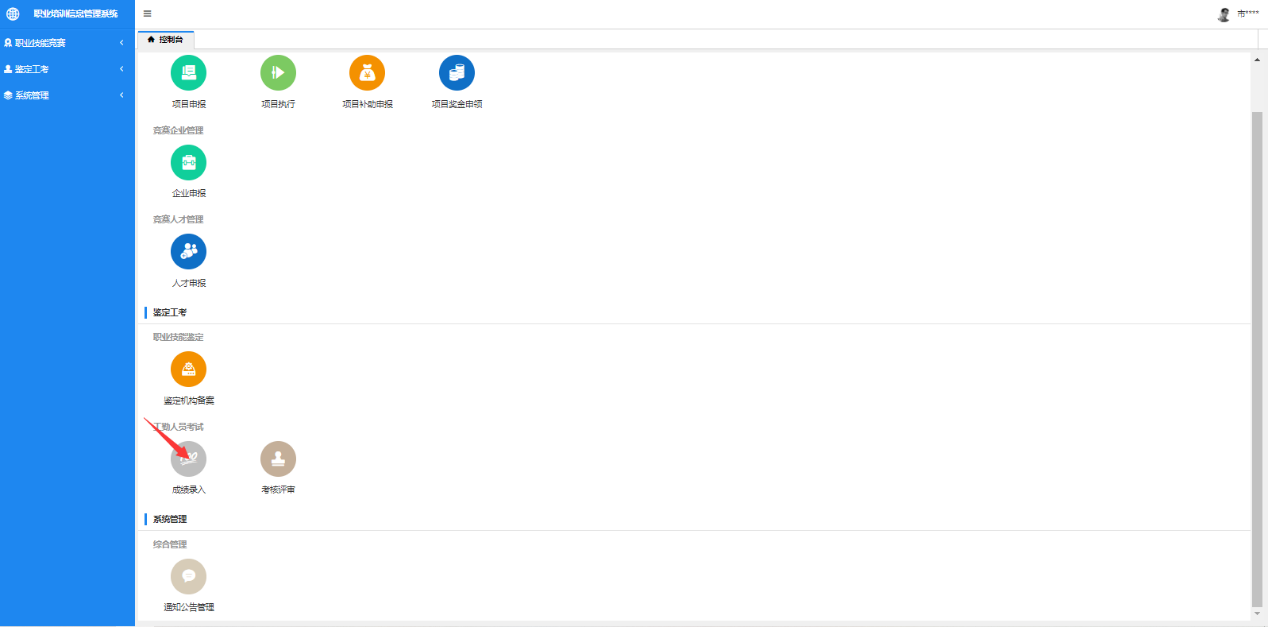 职业培训信息管理系统
市****
职业技能竞赛
控制台
鉴定工考
系统管理
项目申报
项目执行
项目补助申报
项目奖金申领
竞赛企业管理
企业申报
竞赛人才管理
人才申报
鉴定工考
职业技能鉴定
鉴定机构备案
工勤人员考试
成绩录入
考核评审
系统管理
综合管理
通知公告管理